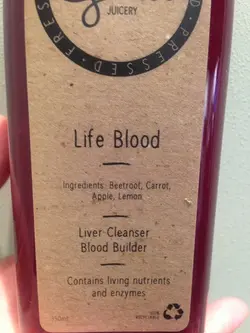 JUICERY
PRESSED
Life Blood
Ingredients: Beetroot, Carrot,
Apple, Lemon
Liver Cleanser
Blood Builder
Contains living nutrients
and enzymes